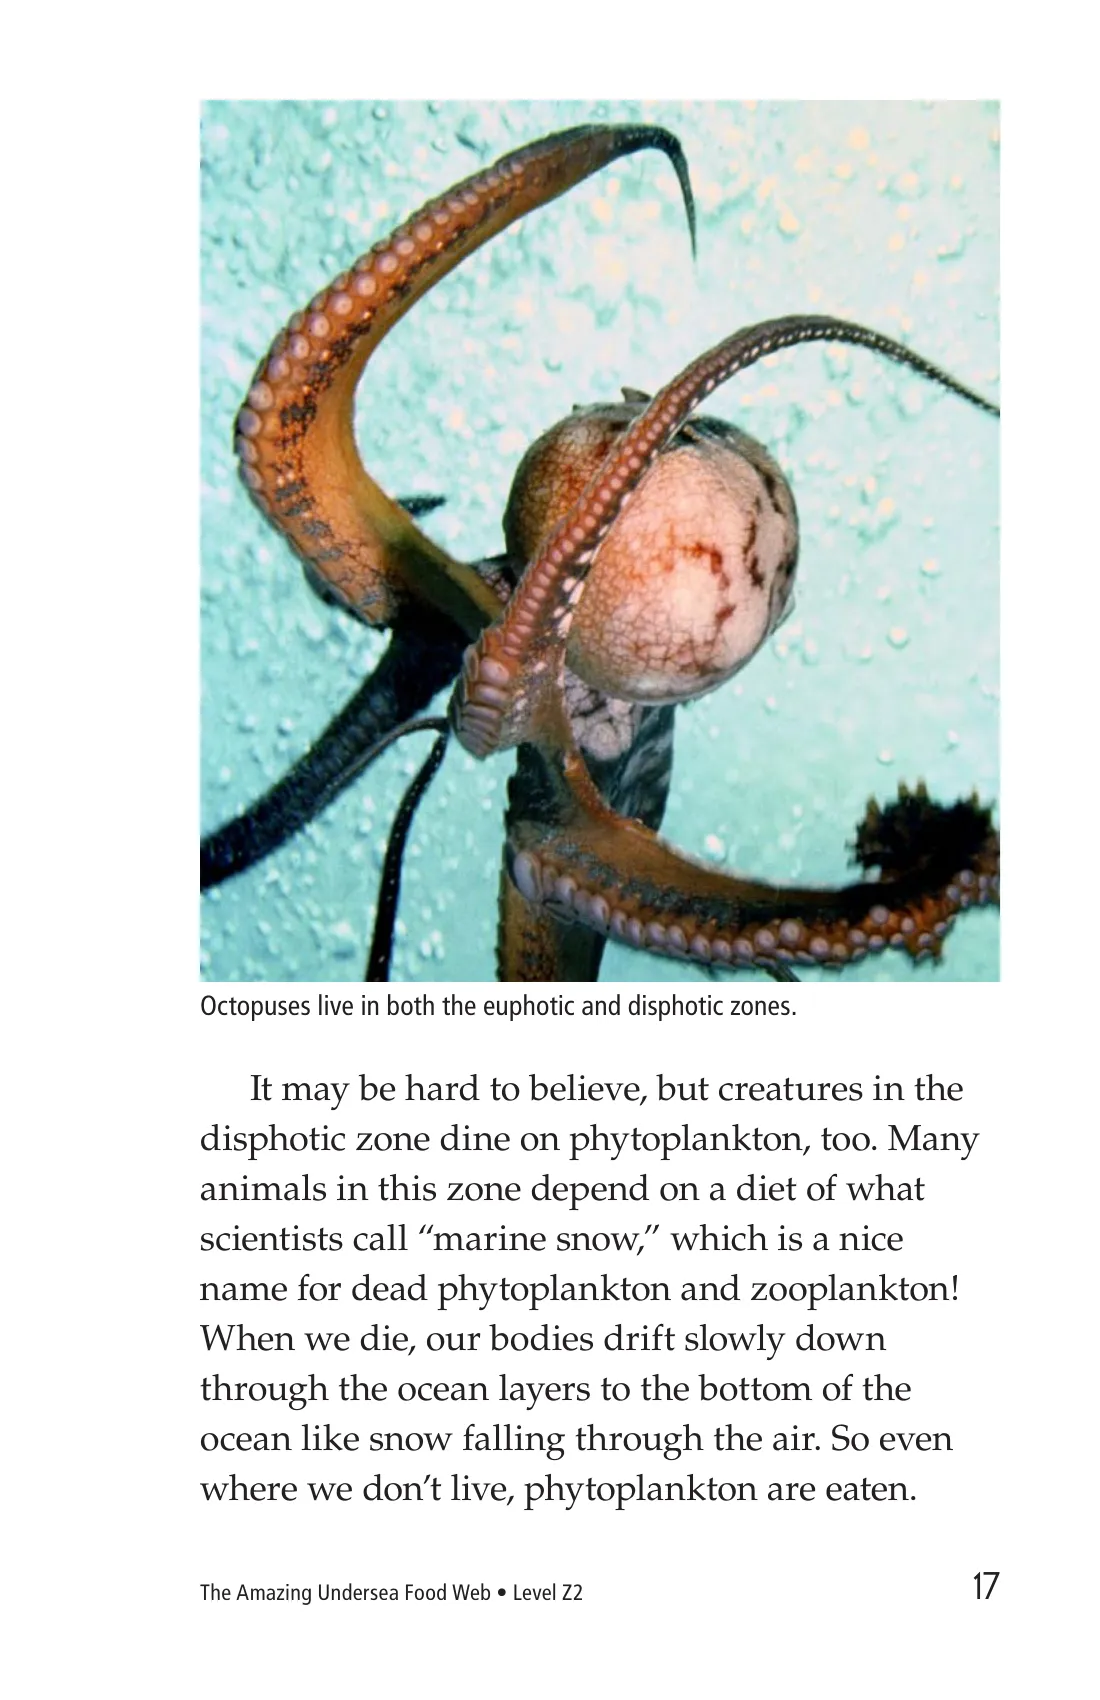 Octopuses live in both the euphotic and disphotic zones.
It may be hard to believe, but creatures in the
disphotic zone dine on phytoplankton, too. Many
animals in this zone depend on a diet of what
scientists call “marine snow,” which is a nice
name for dead phytoplankton and zooplankton!
When we die, our bodies drift slowly down
through the ocean layers to the bottom of the
ocean like snow falling through the air. So even
where we don’t live, phytoplankton are eaten.
The Amazing Undersea Food Web • Level Z2
17